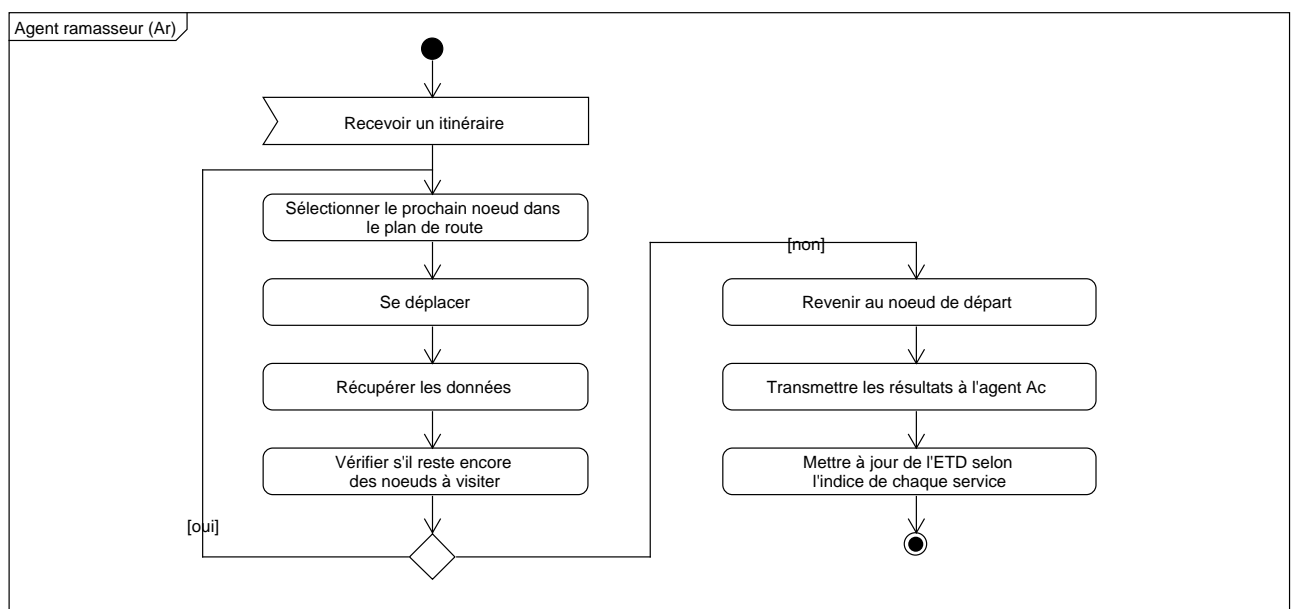 Agent ramasseur (Ar)
Recevoir un itinéraire
Sélectionner le prochain noeud dans
le plan de route
Se déplacer
Récupérer les données
Vérifier s'il reste encore
des noeuds à visiter
[oui]
[non]
Revenir au noeud de départ
Transmettre les résultats à l'agent Ac
Mettre à jour de l'ETD selon
l'indice de chaque service